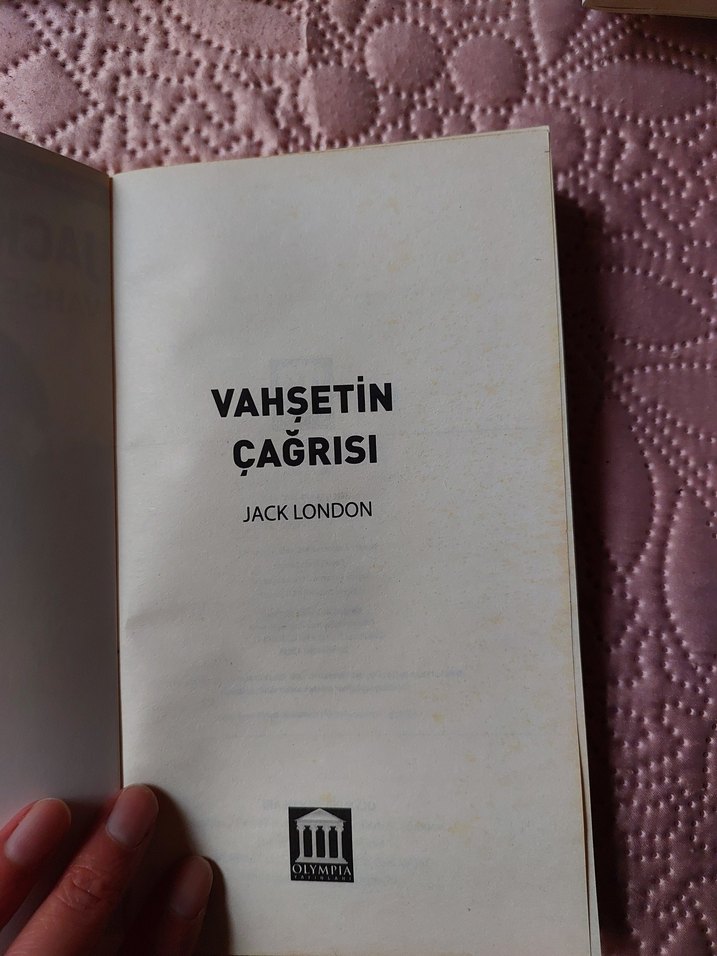 VAHŞETİN
ÇAĞRISI
JACK LONDON
OLYMPIA
YAYINLARI